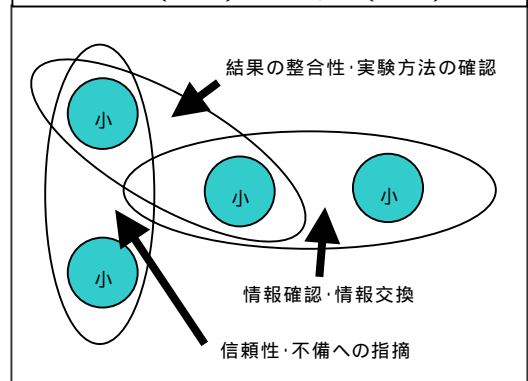 結果の整合性・実験方法の確認
小
小
小
小
情報確認・情報交換
信頼性・不備への指摘